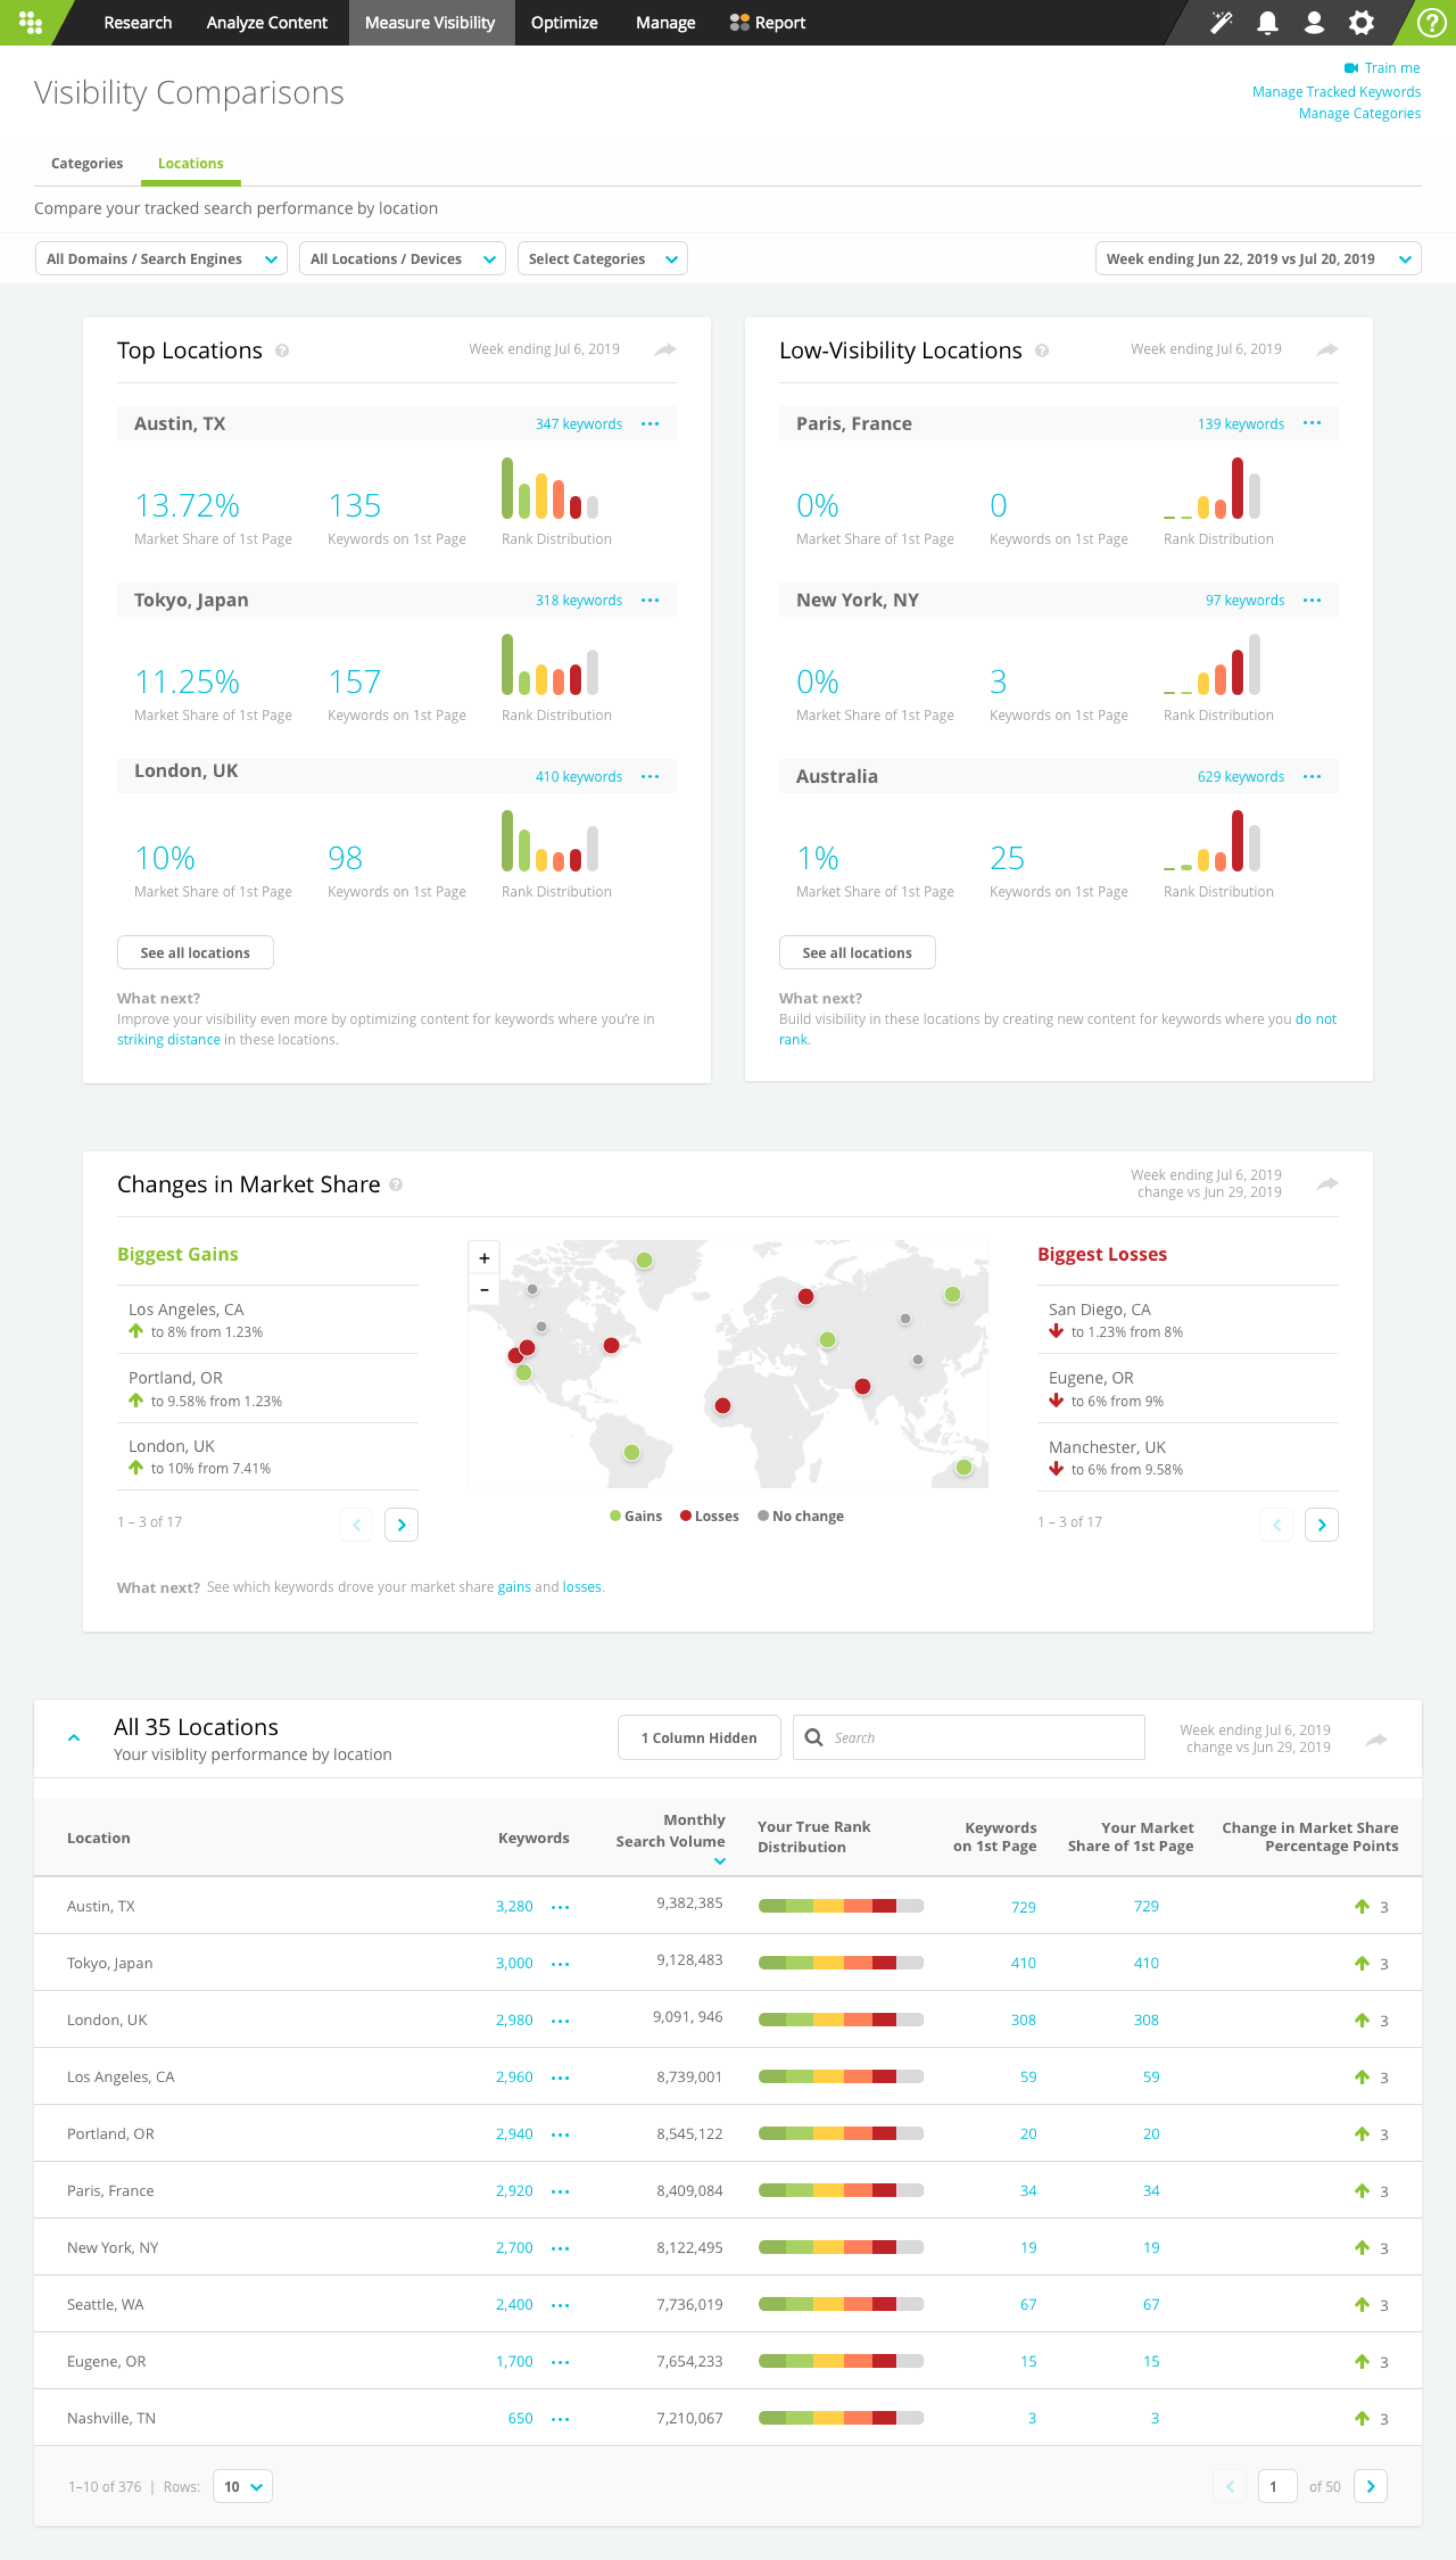 Research Analyze Content Measure Visibility Optimize Manage Report
Visibility Comparisons
Train me
Manage Tracked Keywords
Manage Categories
Categories Locations
Compare your tracked search performance by location
All Domains / Search Engines All Locations / Devices Select Categories Week ending Jun 22, 2019 vs Jul 20, 2019
Top Locations ? Week ending Jul 6, 2019
Austin, TX 347 keywords ...
13.72% 135
Market Share of 1st Page Keywords on 1st Page Rank Distribution
Tokyo, Japan 318 keywords ...
11.25% 157
Market Share of 1st Page Keywords on 1st Page Rank Distribution
London, UK 410 keywords ...
10% 98
Market Share of 1st Page Keywords on 1st Page Rank Distribution
See all locations
What next?
Improve your visibility even more by optimizing content for keywords where you're in
striking distance in these locations.
Low-Visibility Locations ? Week ending Jul 6, 2019
Paris, France 139 keywords ...
0% 0
Market Share of 1st Page Keywords on 1st Page Rank Distribution
New York, NY 97 keywords ...
0% 3
Market Share of 1st Page Keywords on 1st Page Rank Distribution
Australia 629 keywords ...
1% 25
Market Share of 1st Page Keywords on 1st Page Rank Distribution
See all locations
What next?
Build visibility in these locations by creating new content for keywords where you do not
rank.
Changes in Market Share ? Week ending Jul 6, 2019
change vs Jun 29, 2019
Biggest Gains
Los Angeles, CA
to 8% from 1.23%
Portland, OR
to 9.58% from 1.23%
London, UK
to 10% from 7.41%
1 – 3 of 17
+
–
Gains Losses No change
Biggest Losses
San Diego, CA
to 1.23% from 8%
Eugene, OR
to 6% from 9%
Manchester, UK
to 6% from 9.58%
1 – 3 of 17
What next? See which keywords drove your market share gains and losses.
All 35 Locations
Your visiblity performance by location
1 Column Hidden Search
Week ending Jul 6, 2019
change vs Jun 29, 2019
Location Keywords Monthly Search Volume Your True Rank Distribution Keywords on 1st Page Your Market Share of 1st Page Change in Market Share Percentage Points
Austin, TX 3,280 ... 9,382,385 729 729 3
Tokyo, Japan 3,000 ... 9,128,483 410 410 3
London, UK 2,980 ... 9,091, 946 308 308 3
Los Angeles, CA 2,960 ... 8,739,001 59 59 3
Portland, OR 2,940 ... 8,545,122 20 20 3
Paris, France 2,920 ... 8,409,084 34 34 3
New York, NY 2,700 ... 8,122,495 19 19 3
Seattle, WA 2,400 ... 7,736,019 67 67 3
Eugene, OR 1,700 ... 7,654,233 15 15 3
Nashville, TN 650 ... 7,210,067 3 3 3
1–10 of 376 | Rows: 10 1 of 50